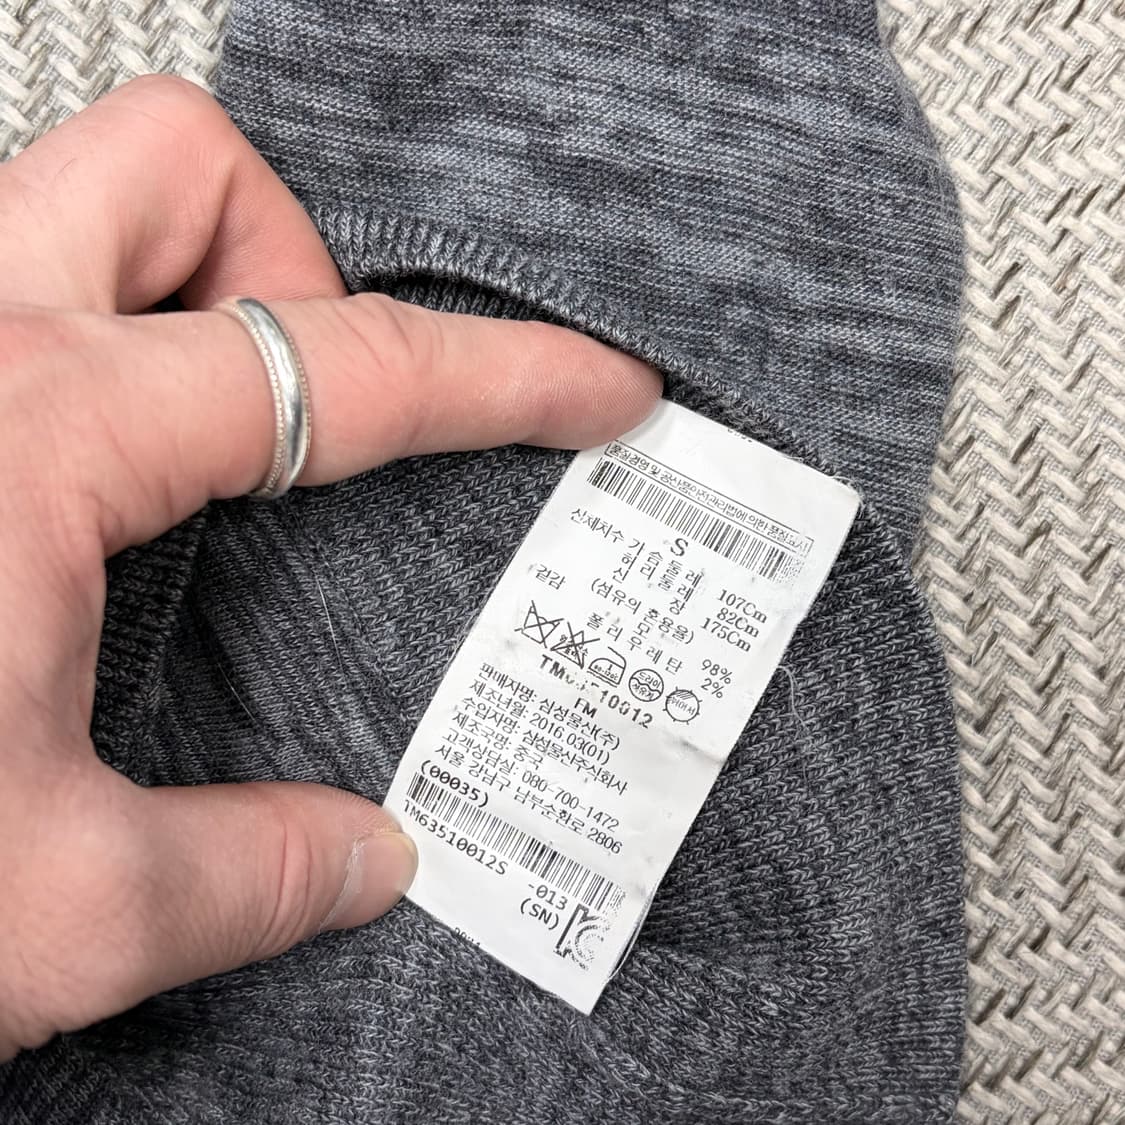 품질경영 및 공산품안전관리법에 의한 품질표시
S
신체치수 가슴둘레 107Cm
허리둘레 82Cm
신장 175Cm
겉감 (섬유의 혼용율)
모 98%
폴리우레탄 2%
드라이
FM
판매자명: 삼성물산(주)
제조년월: 2016.03(01)
수입자명: 삼성물산주식회사
제조국명: 중국
고객상담실: 080-700-1472
서울 강남구 남부순환로 2806
(00035)
TM63510012S -013
(SN)